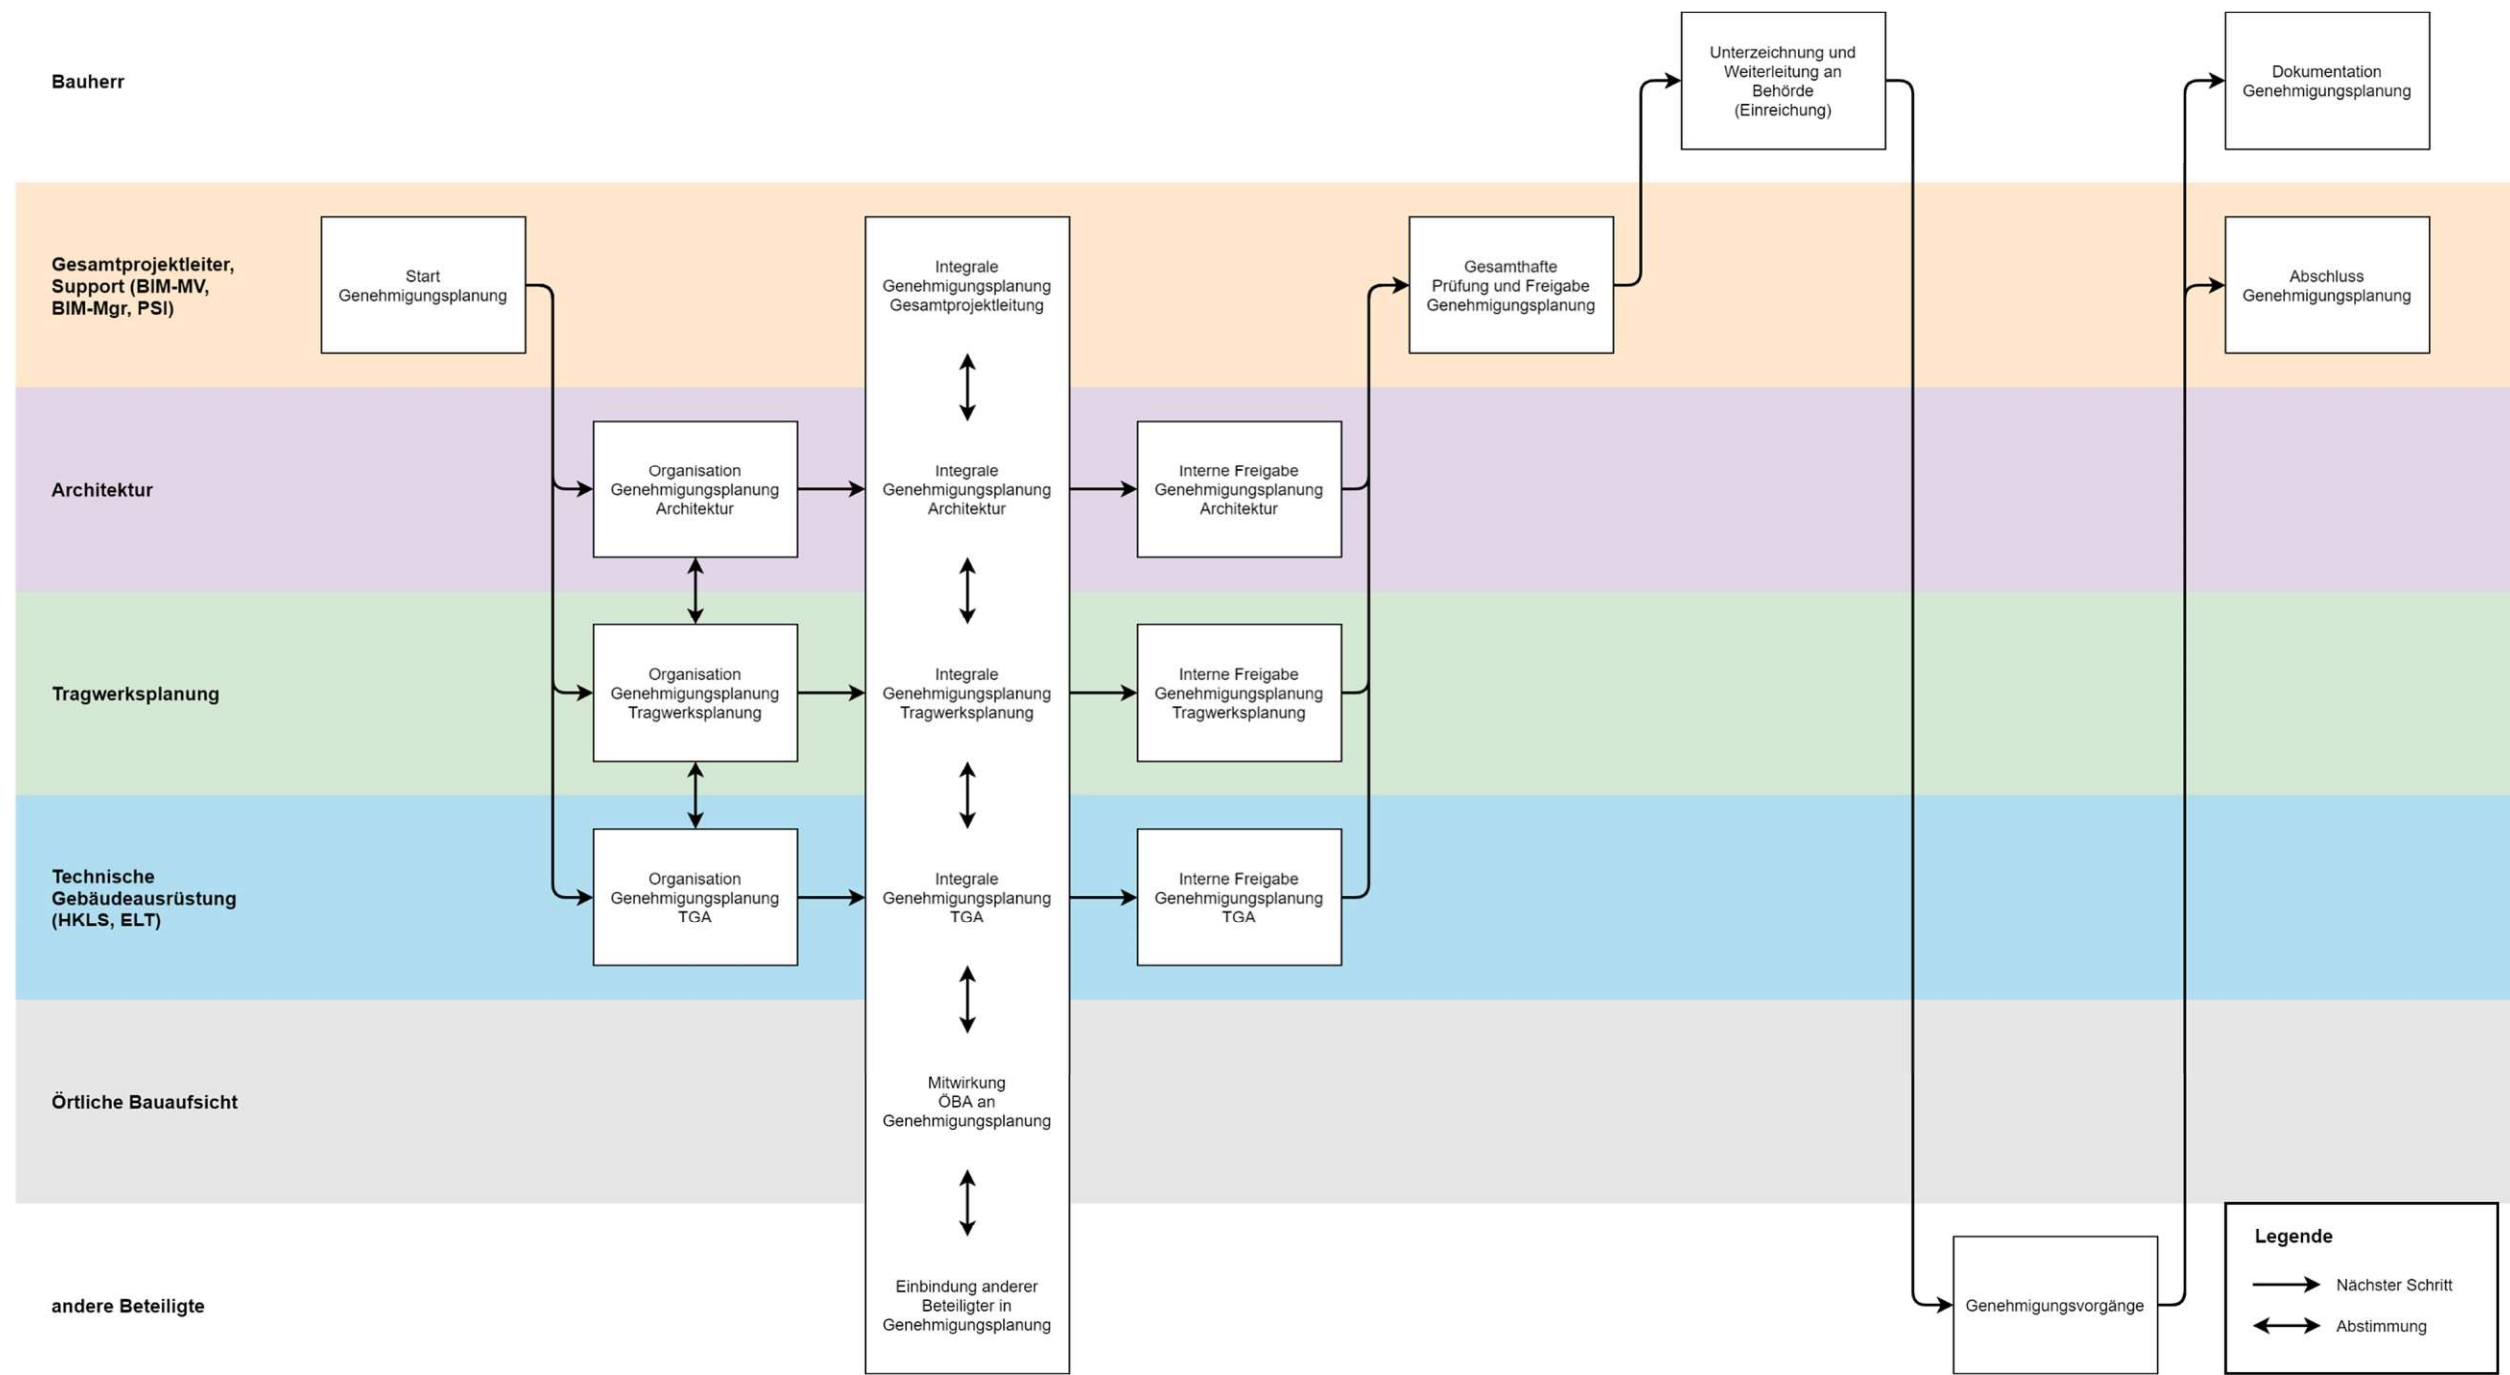 Bauherr
Unterzeichnung und
Weiterleitung an
Behörde
(Einreichung)
Dokumentation
Genehmigungsplanung
Gesamtprojektleiter,
Support (BIM-MV,
BIM-Mgr, PSI)
Start
Genehmigungsplanung
Integrale
Genehmigungsplanung
Gesamtprojektleitung
Gesamthafte
Prüfung und Freigabe
Genehmigungsplanung
Abschluss
Genehmigungsplanung
Architektur
Organisation
Genehmigungsplanung
Architektur
Integrale
Genehmigungsplanung
Architektur
Interne Freigabe
Genehmigungsplanung
Architektur
Tragwerksplanung
Organisation
Genehmigungsplanung
Tragwerksplanung
Integrale
Genehmigungsplanung
Tragwerksplanung
Interne Freigabe
Genehmigungsplanung
Tragwerksplanung
Technische
Gebäudeausrüstung
(HKLS, ELT)
Organisation
Genehmigungsplanung
TGA
Integrale
Genehmigungsplanung
TGA
Interne Freigabe
Genehmigungsplanung
TGA
Örtliche Bauaufsicht
Mitwirkung
ÖBA an
Genehmigungsplanung
andere Beteiligte
Einbindung anderer
Beteiligter in
Genehmigungsplanung
Genehmigungsvorgänge
Legende
Nächster Schritt
Abstimmung